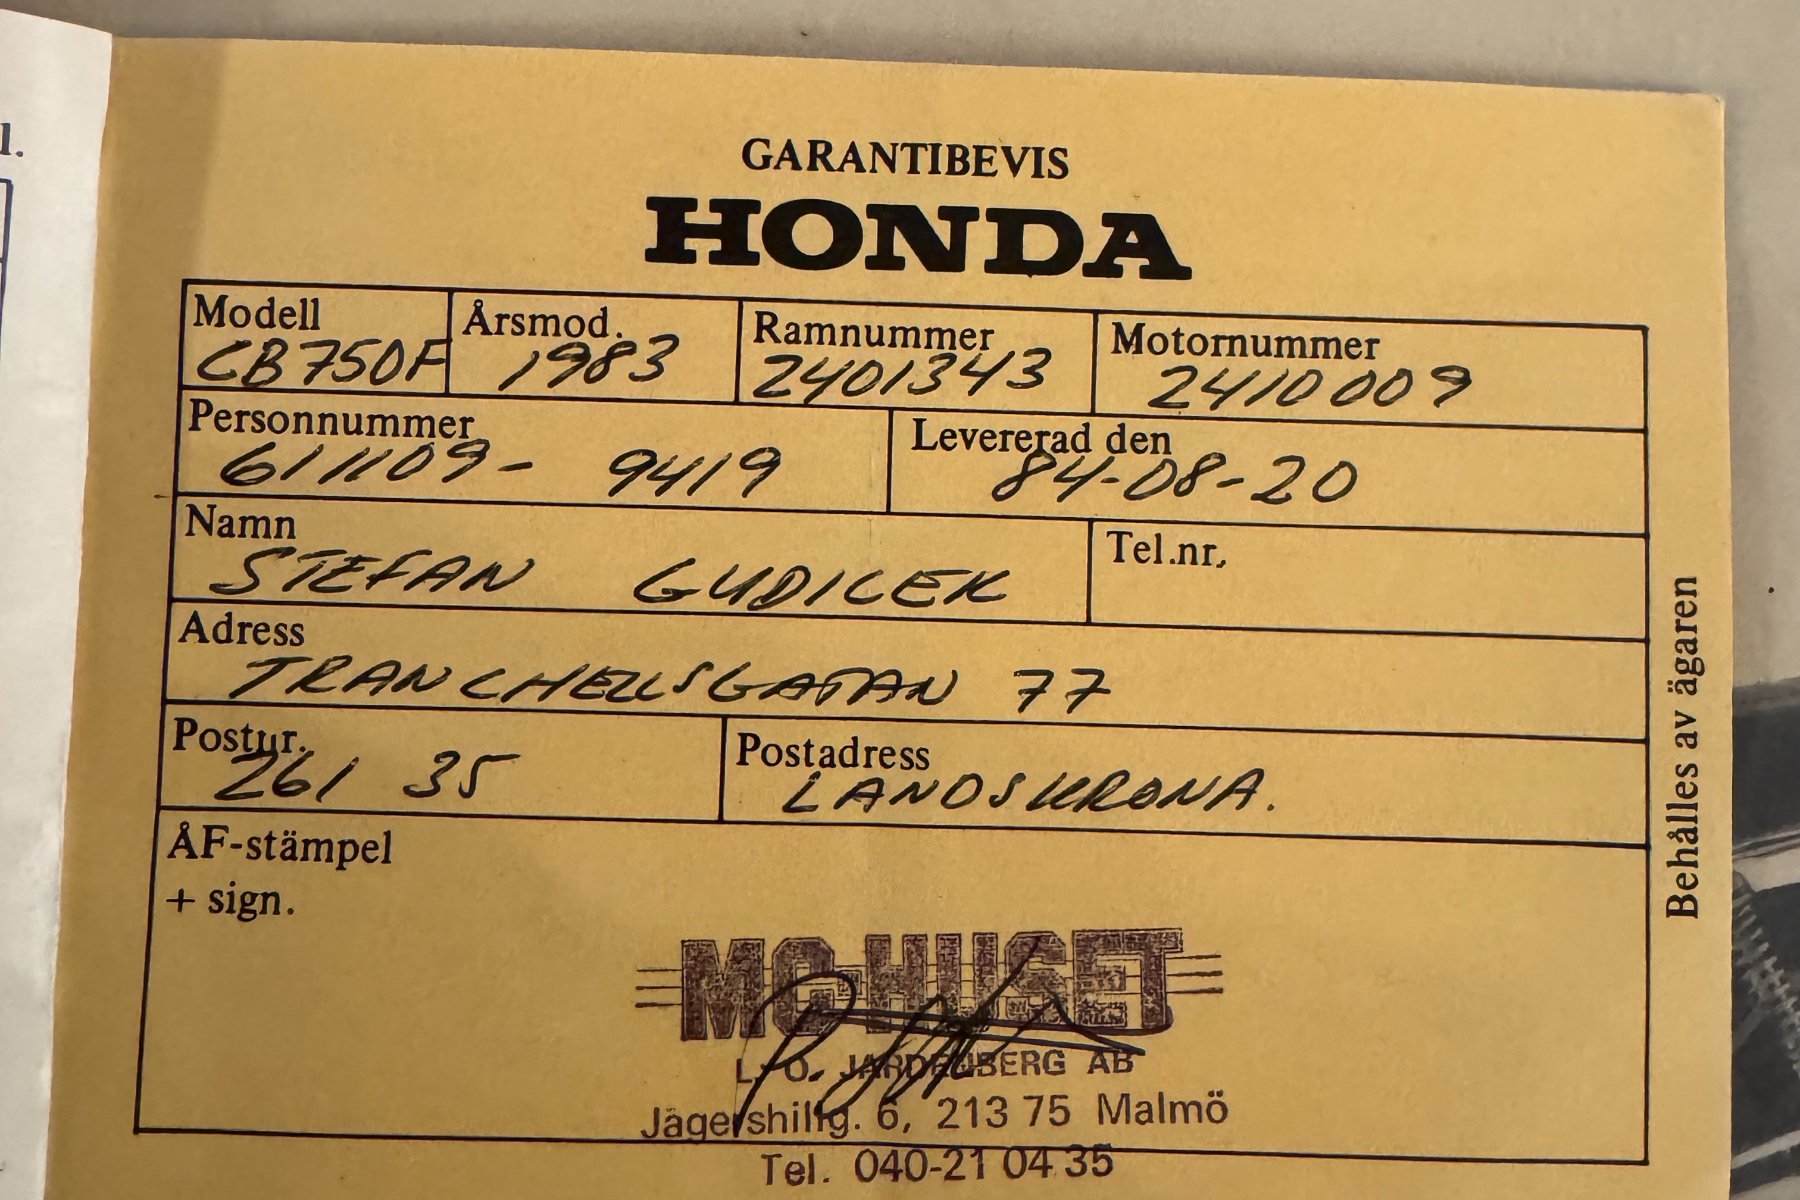 l.
GARANTIBEVIS
HONDA
Modell Årsmod. Ramnummer Motornummer
CB750F 1983 2401343 2410009
Personnummer Levererad den
611109-9419 84-08-20
Namn Tel.nr.
STEFAN GUDICEK
Adress
TRANCHELLSGATAN 77
Postnr. Postadress
261 35 LANDSKRONA.
ÅF-stämpel
+ sign.
MC-HUSET
L-O. JARDENBERG AB
Jägershillg. 6, 213 75 Malmö
Tel. 040-21 04 35
Behålles av ägaren